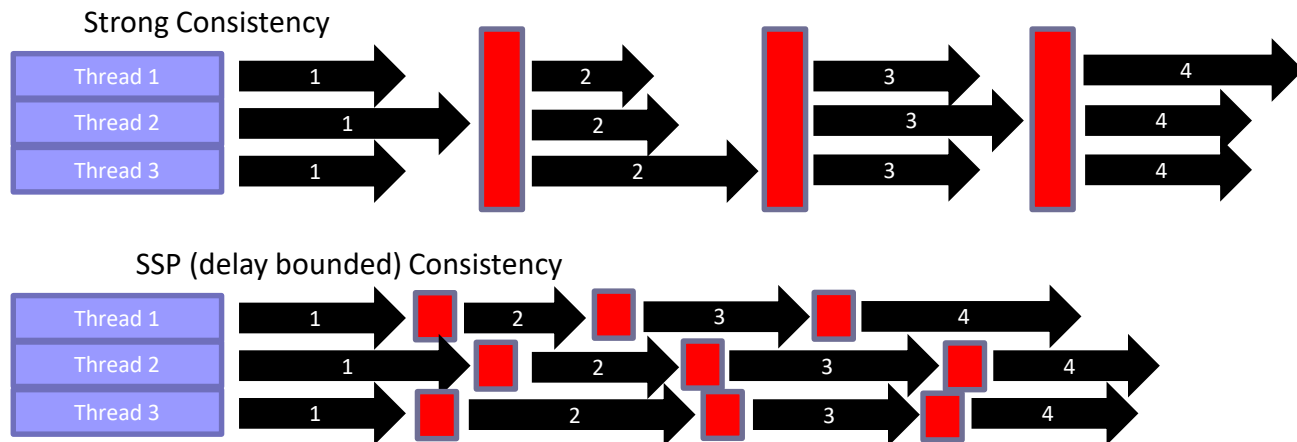 Strong Consistency
Thread 1 1 2 3 4
Thread 2 1 2 3 4
Thread 3 1 2 3 4
SSP (delay bounded) Consistency
Thread 1 1 2 3 4
Thread 2 1 2 3 4
Thread 3 1 2 3 4